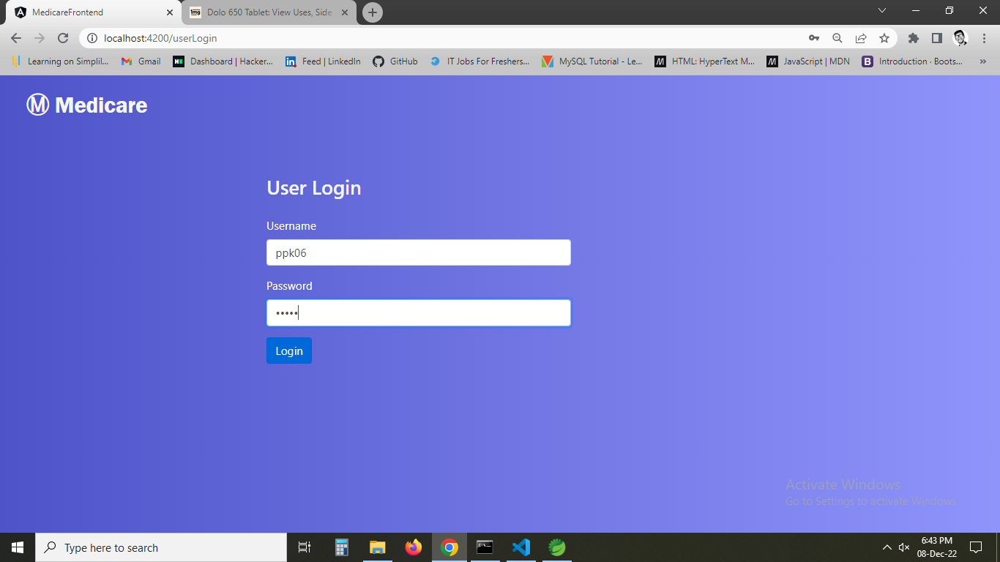 MedicareFrontend
1mg Dolo 650 Tablet: View Uses, Side
localhost:4200/userLogin
Learning on Simplil... Gmail Dashboard | Hacker... Feed | LinkedIn GitHub IT Jobs For Freshers... MySQL Tutorial - Le... HTML: HyperText M... JavaScript | MDN Introduction · Boots... »
Ⓜ Medicare
User Login
Username
ppk06
Password
•••••
Login
Activate Windows
Go to Settings to activate Windows.
Type here to search
6:43 PM
08-Dec-22